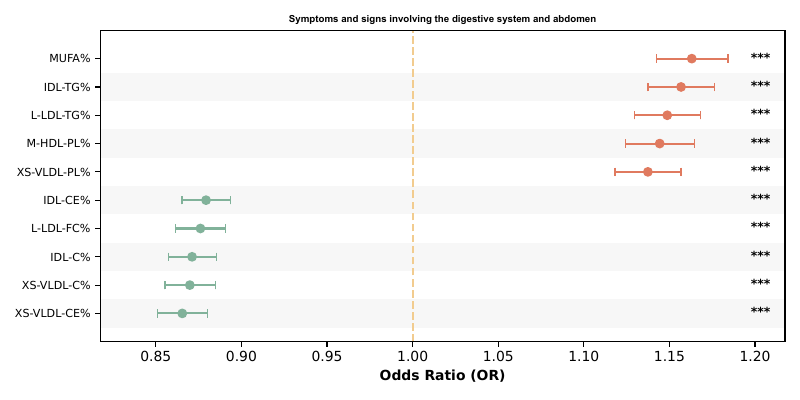 Symptoms and signs involving the digestive system and abdomen
MUFA% ***
IDL-TG% ***
L-LDL-TG% ***
M-HDL-PL% ***
XS-VLDL-PL% ***
IDL-CE% ***
L-LDL-FC% ***
IDL-C% ***
XS-VLDL-C% ***
XS-VLDL-CE% ***
0.85 0.90 0.95 1.00 1.05 1.10 1.15 1.20
Odds Ratio (OR)